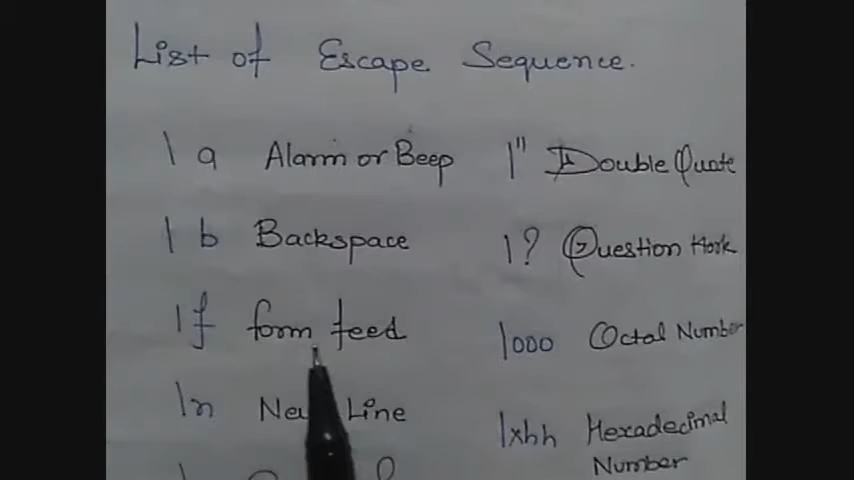 List of Escape Sequence.
\a Alarm or Beep
\b Backspace
\f form feed
\n New Line
\" Double Quote
\? Question Mark
\000 Octal Number
\xhh Hexadecimal
Number